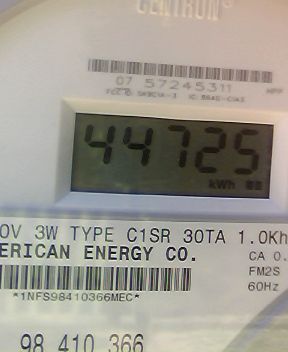 CENTRON®
07 57245311
44725
kWh
0V 3W TYPE C1SR 30TA 1.0Kh
ERICAN ENERGY CO. CA 0.
FM2S
60Hz
*1NFS98410366MEC*
98 410 366